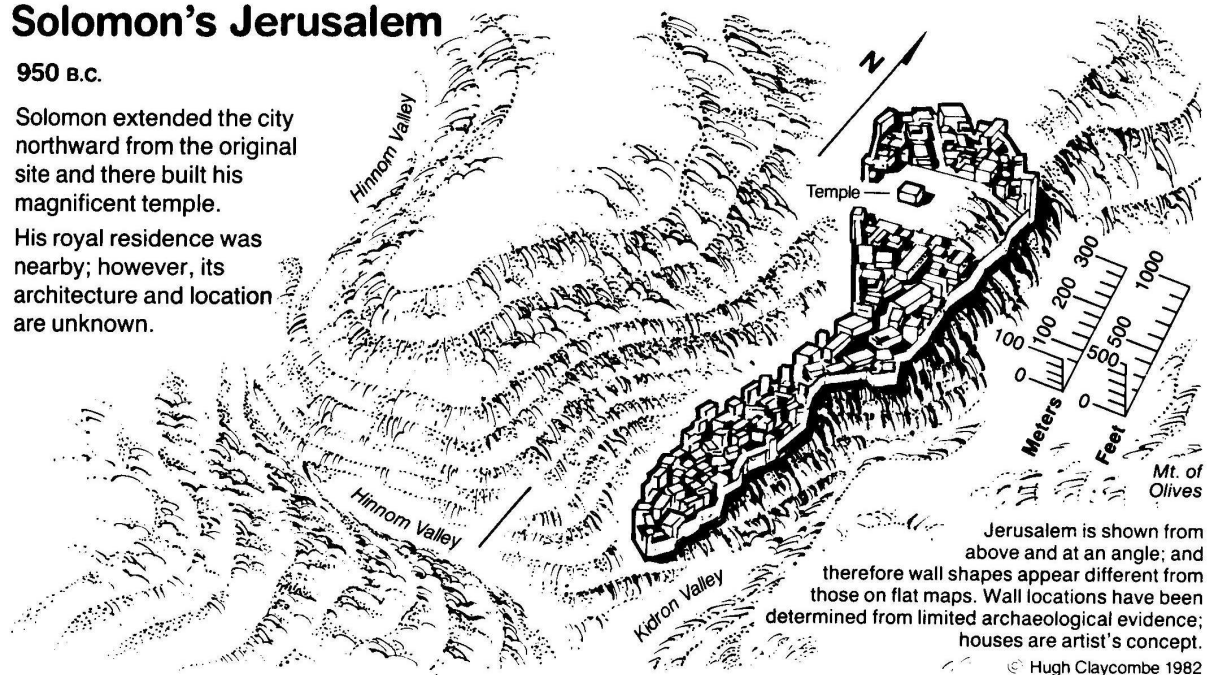 Solomon's Jerusalem
950 B.C.
Solomon extended the city
northward from the original
site and there built his
magnificent temple.
His royal residence was
nearby; however, its
architecture and location
are unknown.
Hinnom Valley
N
Temple
300
200
100
100
0
Meters
1000
500
500
0
Feet
Mt. of
Olives
Hinnom Valley
Kidron Valley
Jerusalem is shown from
above and at an angle; and
therefore wall shapes appear different from
those on flat maps. Wall locations have been
determined from limited archaeological evidence;
houses are artist's concept.
© Hugh Claycombe 1982